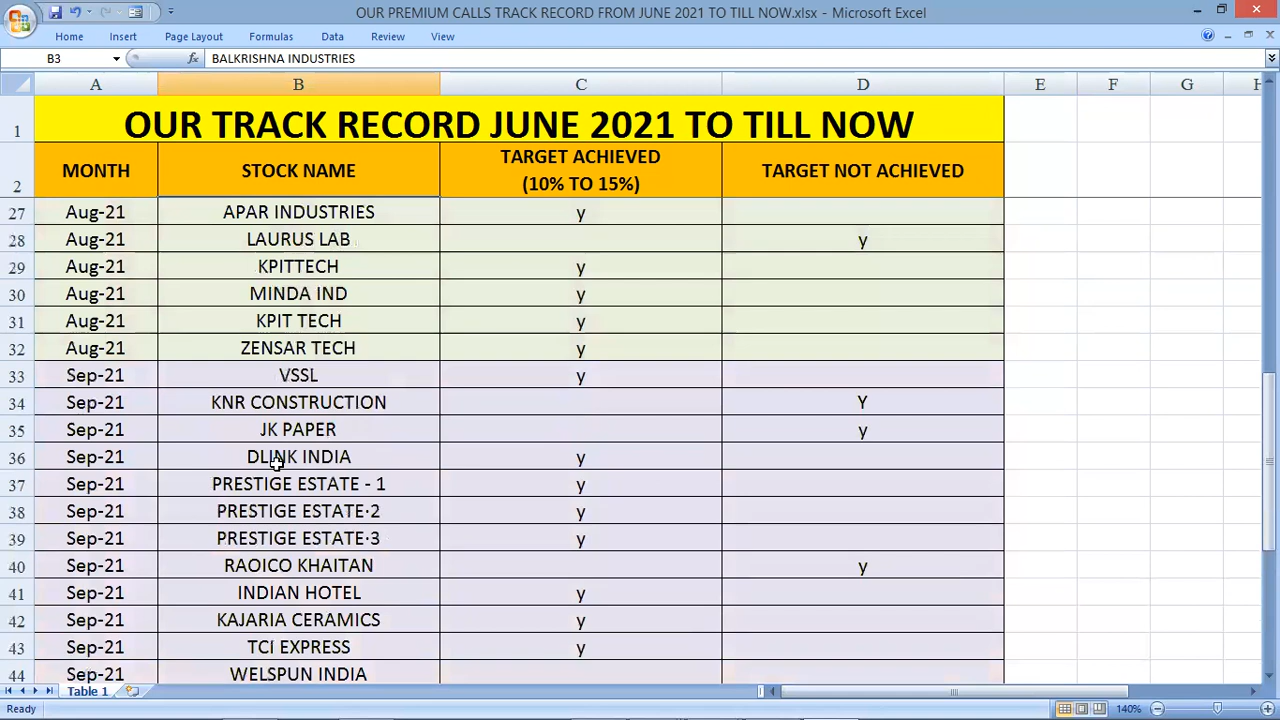 OUR PREMIUM CALLS TRACK RECORD FROM JUNE 2021 TO TILL NOW.xlsx - Microsoft Excel
Home Insert Page Layout Formulas Data Review View
B3 fx BALKRISHNA INDUSTRIES
A B C D E F G H
1 OUR TRACK RECORD JUNE 2021 TO TILL NOW
2 MONTH STOCK NAME TARGET ACHIEVED (10% TO 15%) TARGET NOT ACHIEVED
27 Aug-21 APAR INDUSTRIES y
28 Aug-21 LAURUS LAB y
29 Aug-21 KPITTECH y
30 Aug-21 MINDA IND y
31 Aug-21 KPIT TECH y
32 Aug-21 ZENSAR TECH y
33 Sep-21 VSSL y
34 Sep-21 KNR CONSTRUCTION Y
35 Sep-21 JK PAPER y
36 Sep-21 DLINK INDIA y
37 Sep-21 PRESTIGE ESTATE - 1 y
38 Sep-21 PRESTIGE ESTATE·2 y
39 Sep-21 PRESTIGE ESTATE·3 y
40 Sep-21 RAOICO KHAITAN y
41 Sep-21 INDIAN HOTEL y
42 Sep-21 KAJARIA CERAMICS y
43 Sep-21 TCI EXPRESS y
44 Sep-21 WELSPUN INDIA
Table 1
Ready 140%